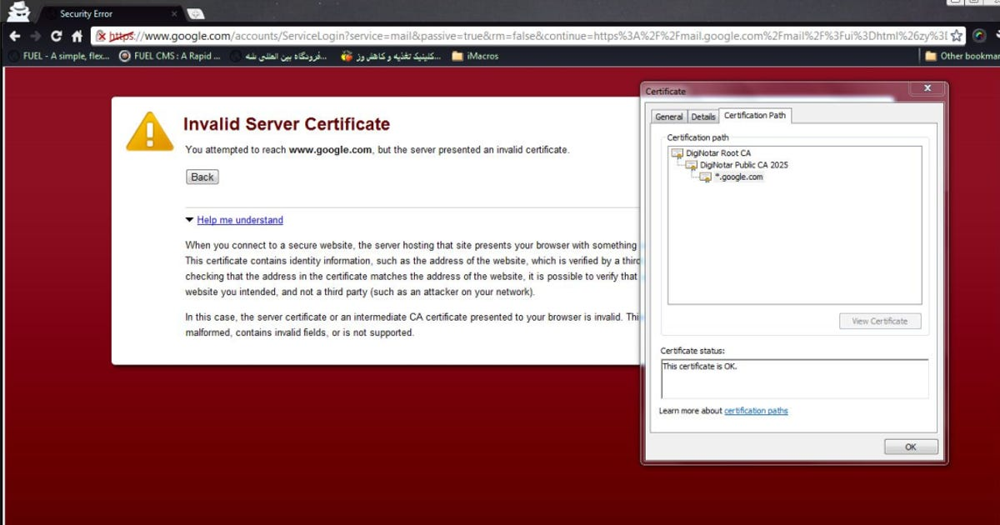 Security Error
https://www.google.com/accounts/ServiceLogin?service=mail&passive=true&rm=false&continue=https%3A%2F%2Fmail.google.com%2Fmail%2F%3Fui%3Dhtml%26zy%3D
FUEL - A simple, flex... FUEL CMS : A Rapid ... فرودگاه بین المللی شه... کلینیک تغذیه و کاهش وز... iMacros Other bookmar
Invalid Server Certificate
You attempted to reach www.google.com, but the server presented an invalid certificate.
Back
Help me understand
When you connect to a secure website, the server hosting that site presents your browser with something
This certificate contains identity information, such as the address of the website, which is verified by a third
checking that the address in the certificate matches the address of the website, it is possible to verify that
website you intended, and not a third party (such as an attacker on your network).
In this case, the server certificate or an intermediate CA certificate presented to your browser is invalid. Thi
malformed, contains invalid fields, or is not supported.
Certificate
General Details Certification Path
Certification path
DigiNotar Root CA
DigiNotar Public CA 2025
*.google.com
View Certificate
Certificate status:
This certificate is OK.
Learn more about certification paths
OK